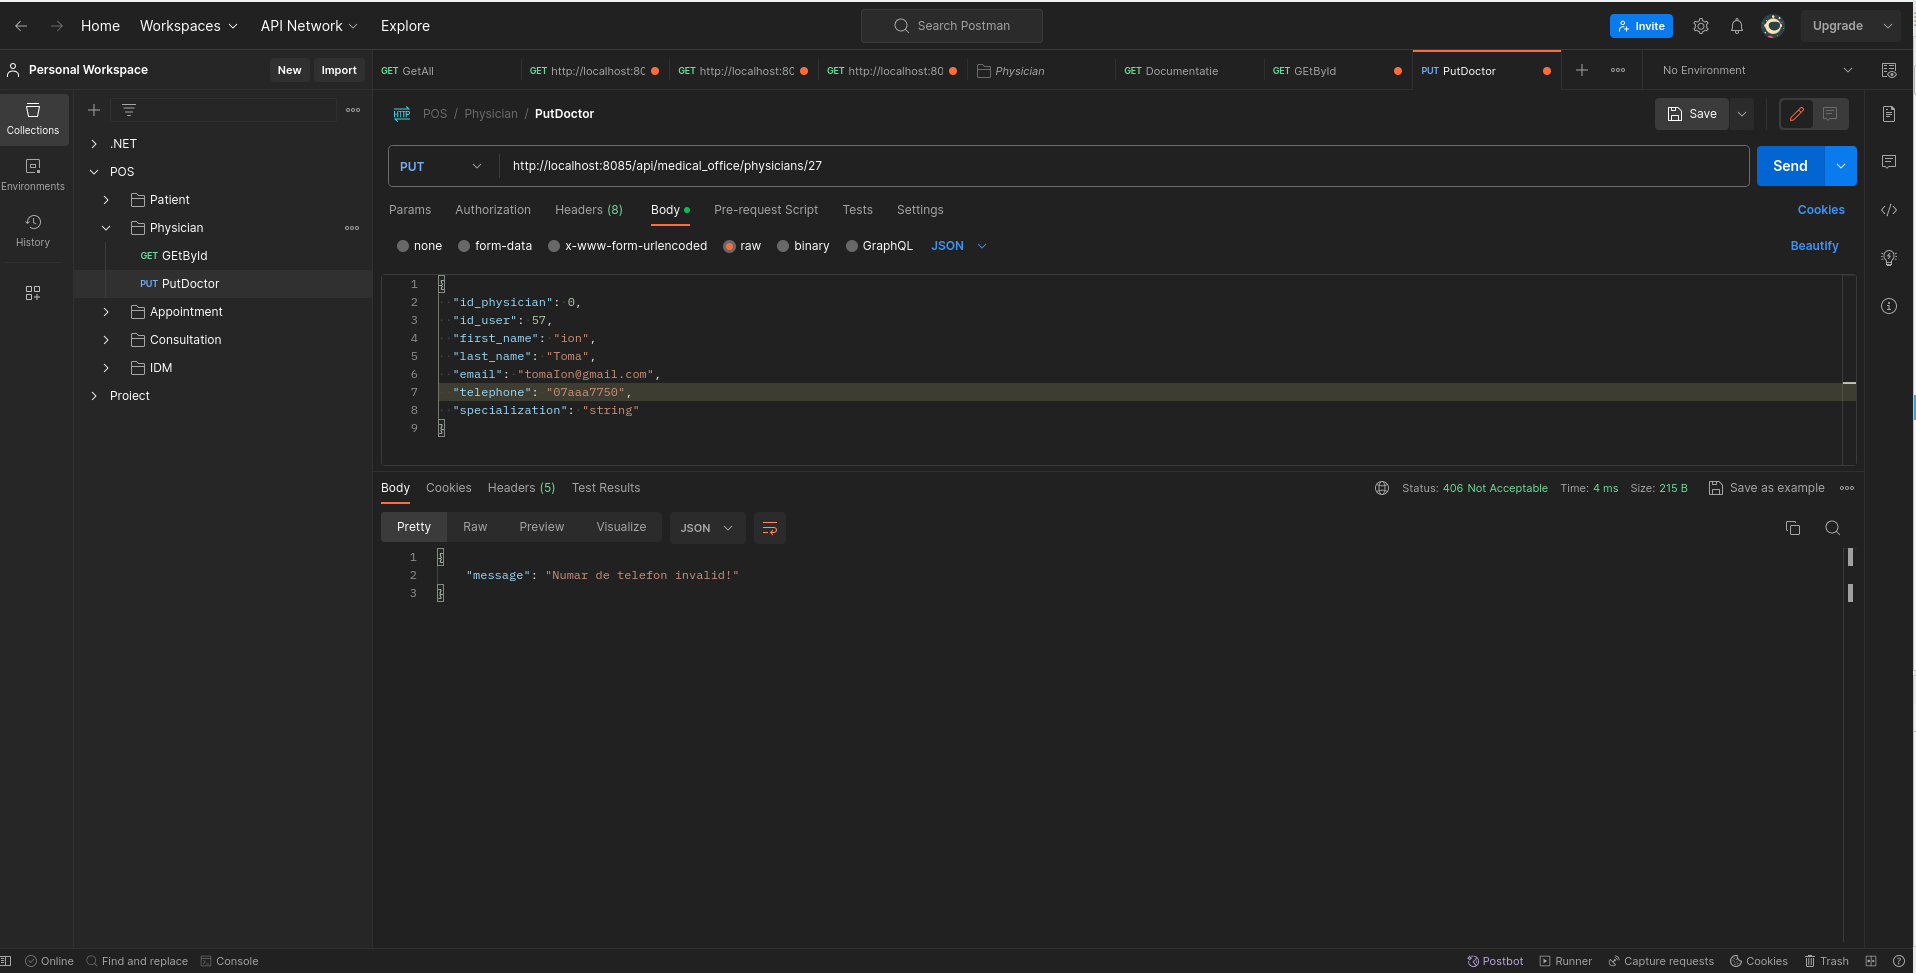 Home Workspaces API Network Explore Search Postman Invite Upgrade
Personal Workspace New Import GET GetAll GET http://localhost:80 GET http://localhost:80 GET http://localhost:80 Physician GET Documentatie GET GEtById PUT PutDoctor No Environment
Collections
Environments
History
.NET
POS
Patient
Physician
GET GEtById
PUT PutDoctor
Appointment
Consultation
IDM
Proiect
HTTP POS / Physician / PutDoctor Save
PUT http://localhost:8085/api/medical_office/physicians/27 Send
Params Authorization Headers (8) Body Pre-request Script Tests Settings Cookies
none form-data x-www-form-urlencoded raw binary GraphQL JSON Beautify
1 {
2 "id_physician": 0,
3 "id_user": 57,
4 "first_name": "ion",
5 "last_name": "Toma",
6 "email": "tomaIon@gmail.com",
7 "telephone": "07aaa7750",
8 "specialization": "string"
9 }
Body Cookies Headers (5) Test Results Status: 406 Not Acceptable Time: 4 ms Size: 215 B Save as example
Pretty Raw Preview Visualize JSON
1 {
2 "message": "Numar de telefon invalid!"
3 }
Online Find and replace Console Postbot Runner Capture requests Cookies Trash